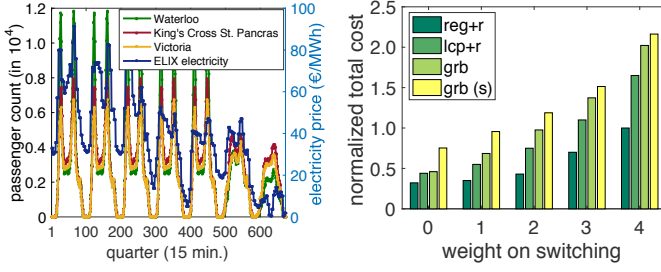 Waterloo
King's Cross St. Pancras
Victoria
ELIX electricity
passenger count (in 10⁴)
1.2
1
0.8
0.6
0.4
0.2
0
100
80
60
40
20
0
electricity price (€/MWh)
1 100 200 300 400 500 600
quarter (15 min.)
reg+r
lcp+r
grb
grb (s)
normalized total cost
2.5
2.0
1.5
1.0
0.5
0
0 1 2 3 4
weight on switching